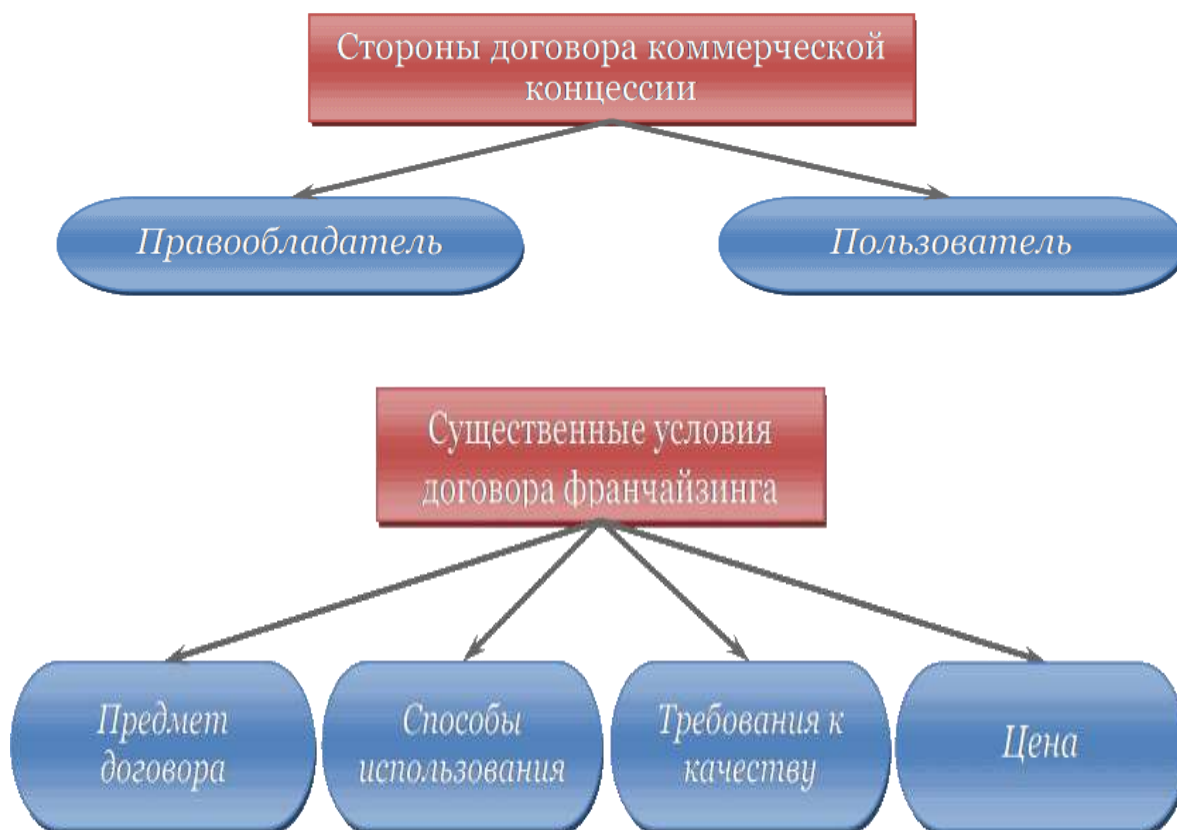 Стороны договора коммерческой
концессии
Правообладатель
Пользователь
Существенные условия
договора франчайзинга
Предмет
договора
Способы
использования
Требования к
качеству
Цена